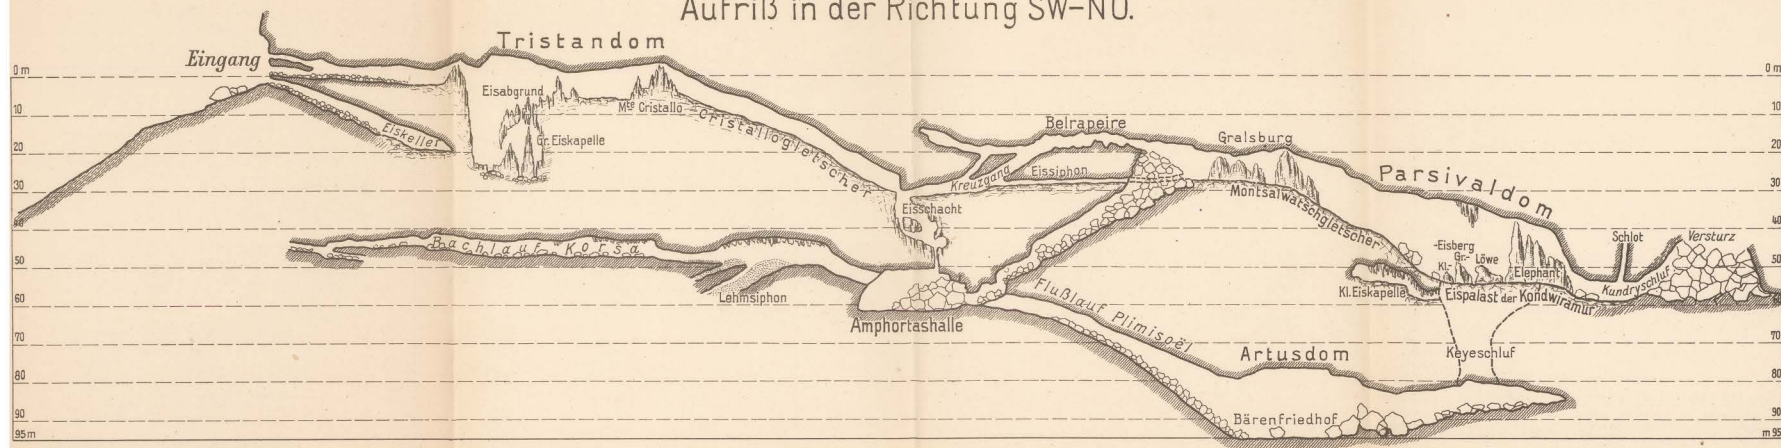 Aufriß in der Richtung SW–NO.
Tristandom
Eingang
0 m
0 m
Eisabgrund
Mte Cristallo
10
10
Cristallogletscher
Eiskeller
Gr. Eiskapelle
Belrapeire
Gralsburg
20
20
Kreuzgang
Eissiphon
Parsivaldom
30
30
Montsalwatschgletscher
Eisschacht
40
40
Bachlauf Korsa
-Eisberg
Kl.-
Gr.-
Löwe
Schlot
Versturz
50
50
Elephant
Kundryschluf
Lehmsiphon
Kl. Eiskapelle
Eispalast der Kondwiramur
60
60
Flußlauf Plimisoël
Amphortashalle
70
70
Artusdom
Keyeschluf
80
80
90
90
Bärenfriedhof
95 m
m 95